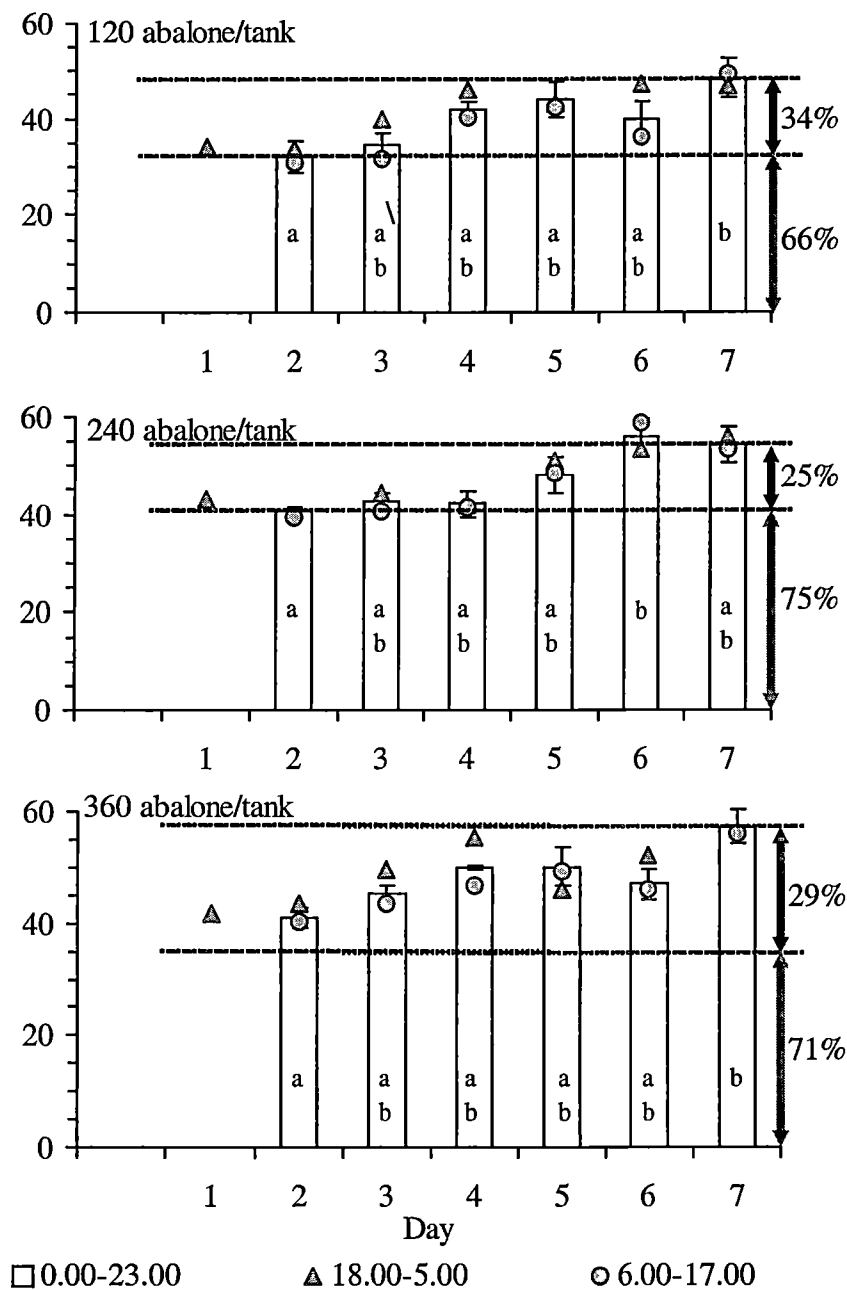 60
120 abalone/tank
40
34%
20
66%
a a a a a b
b b b b
0
1 2 3 4 5 6 7
60
240 abalone/tank
25%
40
75%
20
a a a a b a
b b b b
0
1 2 3 4 5 6 7
60
360 abalone/tank
29%
40
20
71%
a a a a a b
b b b b
0
1 2 3 4 5 6 7
Day
0.00-23.00 18.00-5.00 6.00-17.00